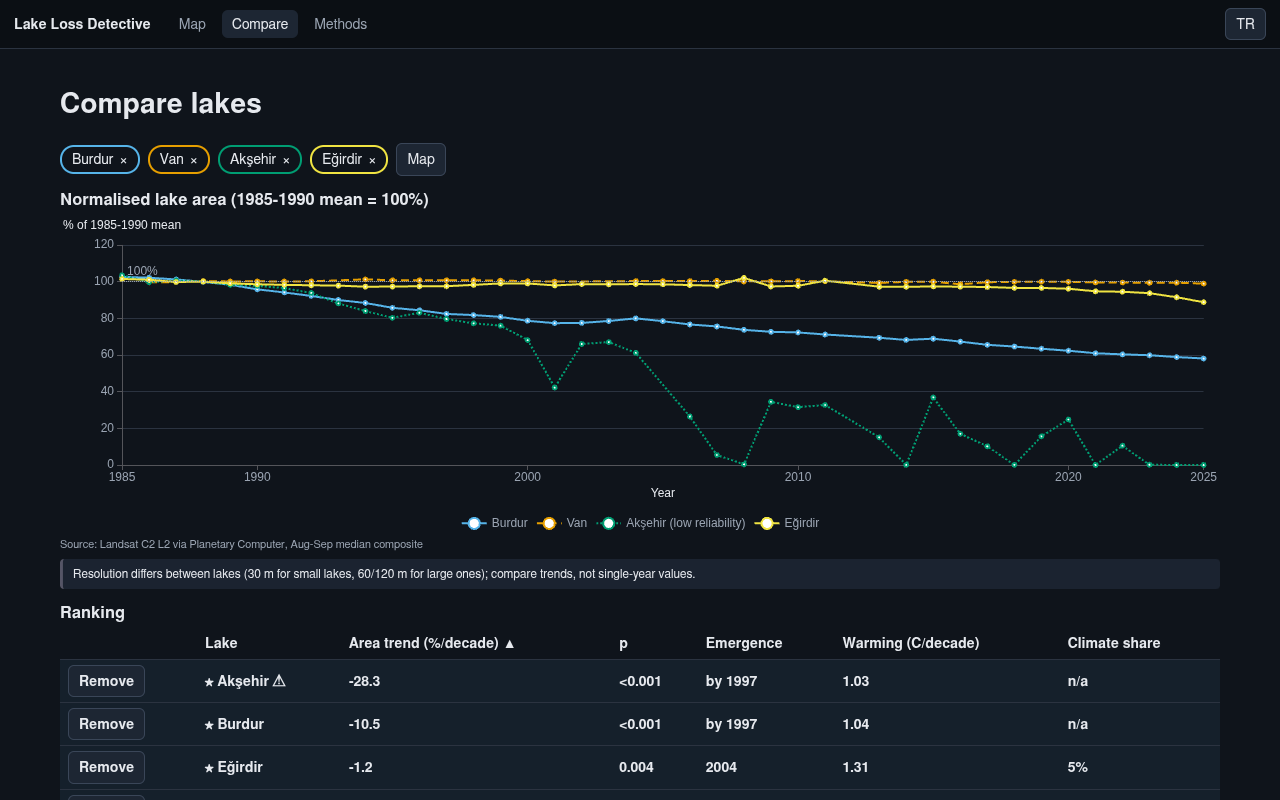 Lake Loss Detective Map Compare Methods TR
Compare lakes
Burdur × Van × Akşehir × Eğirdir × Map
Normalised lake area (1985-1990 mean = 100%)
% of 1985-1990 mean
120
100%
100
80
60
40
20
0
1985 1990 2000 2010 2020 2025
Year
Burdur Van Akşehir (low reliability) Eğirdir
Source: Landsat C2 L2 via Planetary Computer, Aug-Sep median composite
Resolution differs between lakes (30 m for small lakes, 60/120 m for large ones); compare trends, not single-year values.
Ranking
Lake Area trend (%/decade) ▲ p Emergence Warming (C/decade) Climate share
Remove ★ Akşehir ⚠ -28.3 <0.001 by 1997 1.03 n/a
Remove ★ Burdur -10.5 <0.001 by 1997 1.04 n/a
Remove ★ Eğirdir -1.2 0.004 2004 1.31 5%